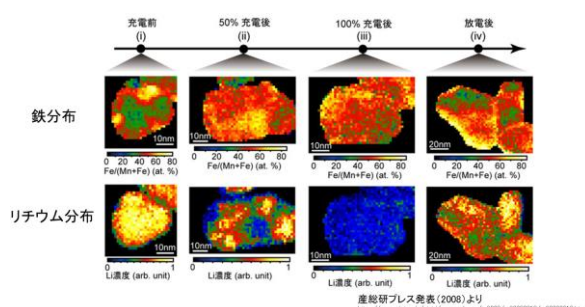 充電前 50% 充電後 100% 充電後 放電後
(i) (ii) (iii) (iv)
鉄分布
10nm 10nm 10nm 20nm
0 20 40 60 80 0 20 40 60 80 0 20 40 60 80 0 20 40 60 80
Fe/(Mn+Fe) (at. %) Fe/(Mn+Fe) (at. %) Fe/(Mn+Fe) (at. %) Fe/(Mn+Fe) (at. %)
リチウム分布
10nm 10nm 10nm 20nm
0 1 0 1 0 1 0 1
Li濃度 (arb. unit) Li濃度 (arb. unit) Li濃度 (arb. unit) Li濃度 (arb. unit)
産総研プレス発表(2008)より